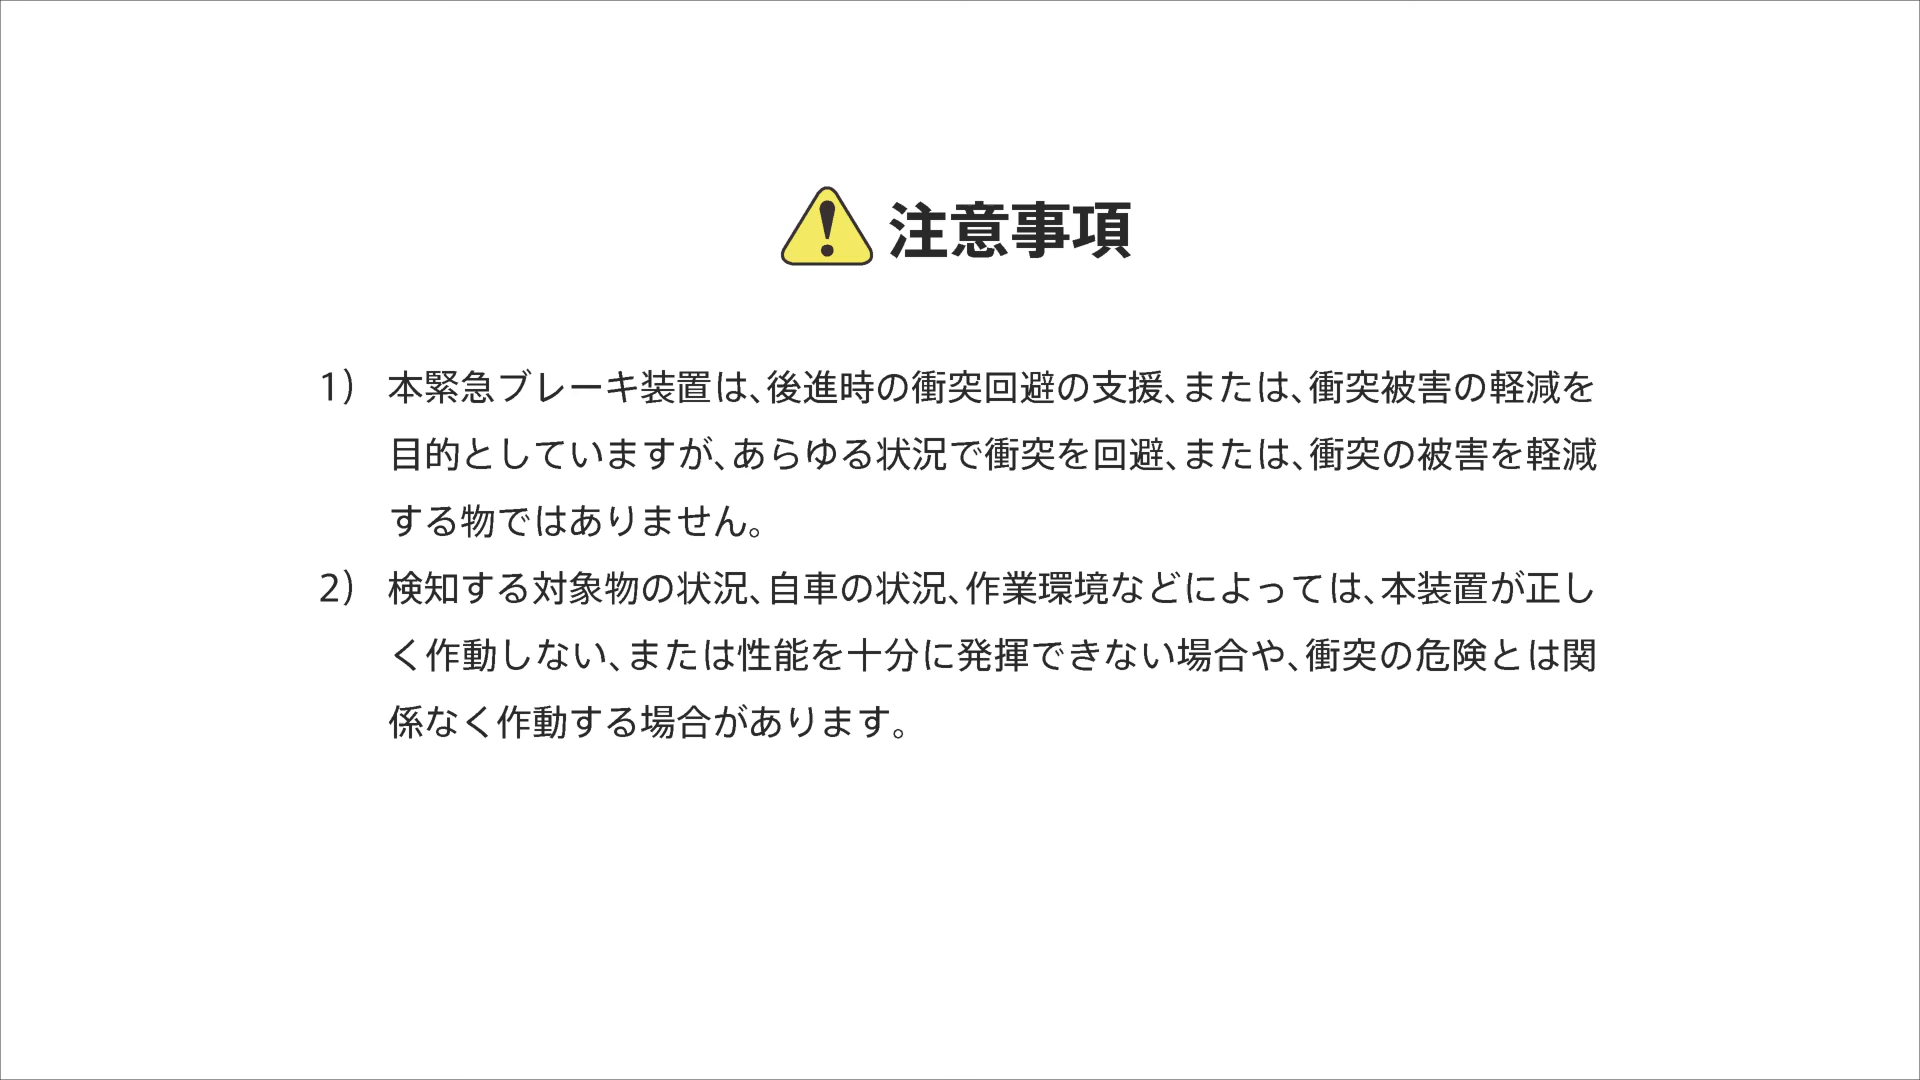 注意事項
1） 本緊急ブレーキ装置は、後進時の衝突回避の支援、または、衝突被害の軽減を
目的としていますが、あらゆる状況で衝突を回避、または、衝突の被害を軽減
する物ではありません。
2） 検知する対象物の状況、自車の状況、作業環境などによっては、本装置が正し
く作動しない、または性能を十分に発揮できない場合や、衝突の危険とは関
係なく作動する場合があります。